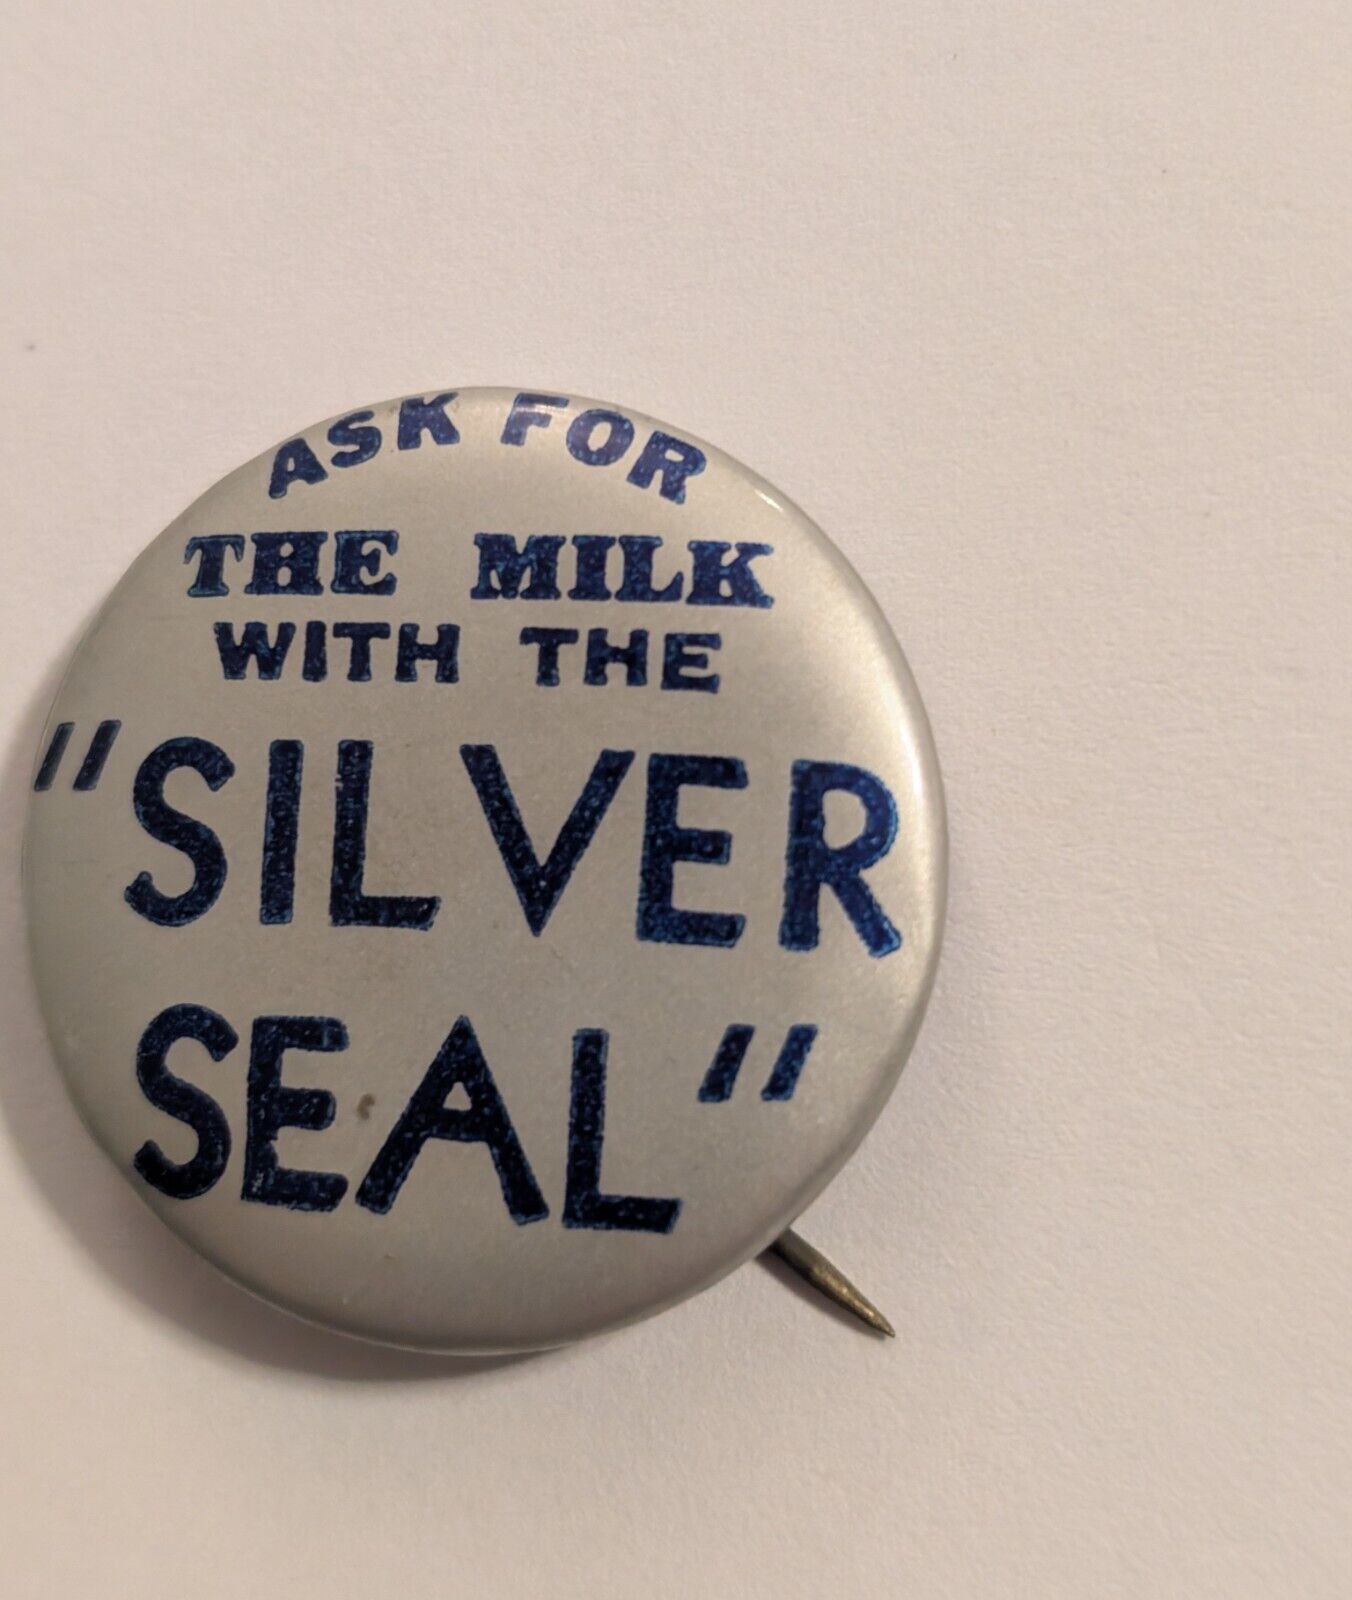 ASK FOR
THE MILK
WITH THE
"SILVER
SEAL"